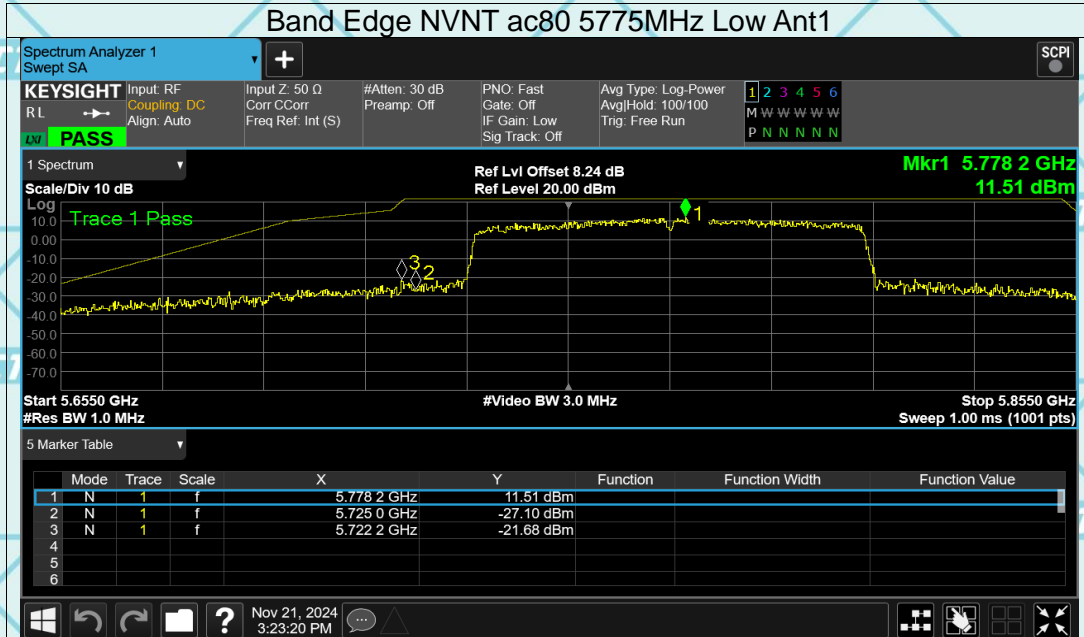 Band Edge NVNT ac80 5775MHz Low Ant1
Spectrum Analyzer 1
Swept SA
SCPI
KEYSIGHT
R L
LXI PASS
Input: RF
Coupling: DC
Align: Auto
Input Z: 50 Ω
Corr CCorr
Freq Ref: Int (S)
#Atten: 30 dB
Preamp: Off
PNO: Fast
Gate: Off
IF Gain: Low
Sig Track: Off
Avg Type: Log-Power
Avg|Hold: 100/100
Trig: Free Run
1 2 3 4 5 6
M W W W W W
P N N N N N
1 Spectrum
Scale/Div 10 dB
Ref Lvl Offset 8.24 dB
Ref Level 20.00 dBm
Mkr1 5.778 2 GHz
11.51 dBm
Log
Trace 1 Pass
10.0
0.00
-10.0
-20.0
-30.0
-40.0
-50.0
-60.0
-70.0
1
3
2
Start 5.6550 GHz
#Res BW 1.0 MHz
#Video BW 3.0 MHz
Stop 5.8550 GHz
Sweep 1.00 ms (1001 pts)
5 Marker Table
Mode Trace Scale X Y Function Function Width Function Value
1 N 1 f 5.778 2 GHz 11.51 dBm
2 N 1 f 5.725 0 GHz -27.10 dBm
3 N 1 f 5.722 2 GHz -21.68 dBm
4
5
6
?
Nov 21, 2024
3:23:20 PM